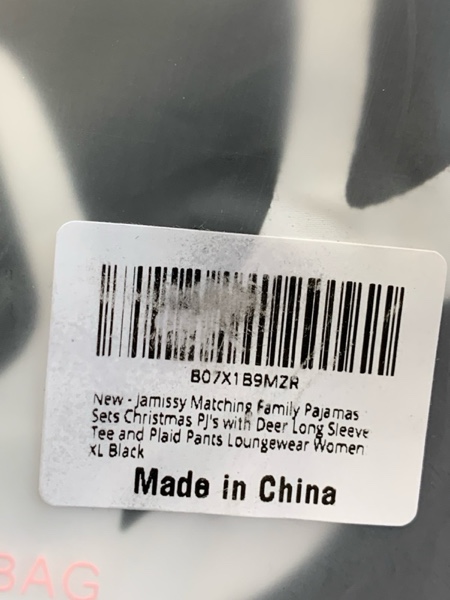 B07X1B9MZR
New - Jamissy Matching Family Pajamas
Sets Christmas PJ's with Deer Long Sleeve
Tee and Plaid Pants Loungewear Women
XL Black
Made in China
BAG